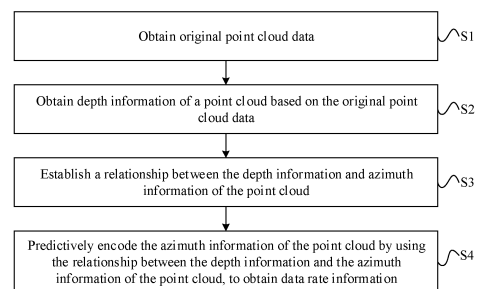 Obtain original point cloud data
S1
Obtain depth information of a point cloud based on the original point
cloud data
S2
Establish a relationship between the depth information and azimuth
information of the point cloud
S3
Predictively encode the azimuth information of the point cloud by using
the relationship between the depth information and the azimuth
information of the point cloud, to obtain data rate information
S4